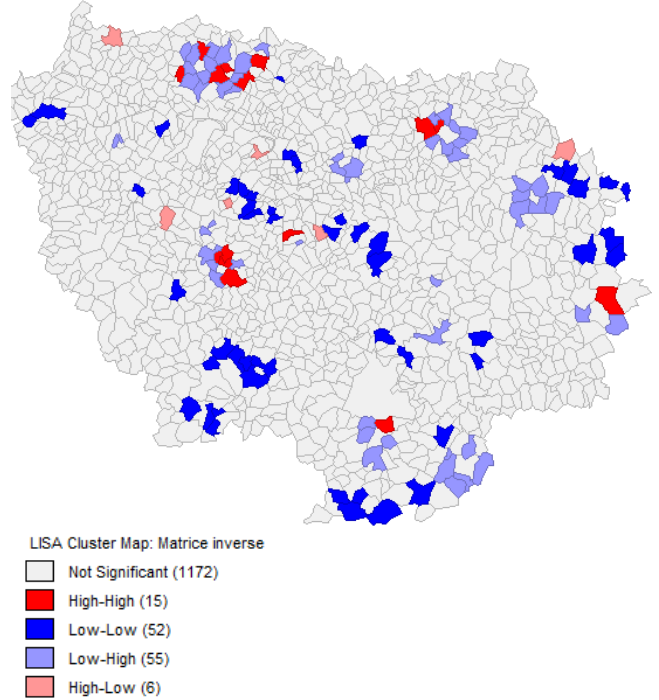 LISA Cluster Map: Matrice inverse
Not Significant (1172)
High-High (15)
Low-Low (52)
Low-High (55)
High-Low (6)